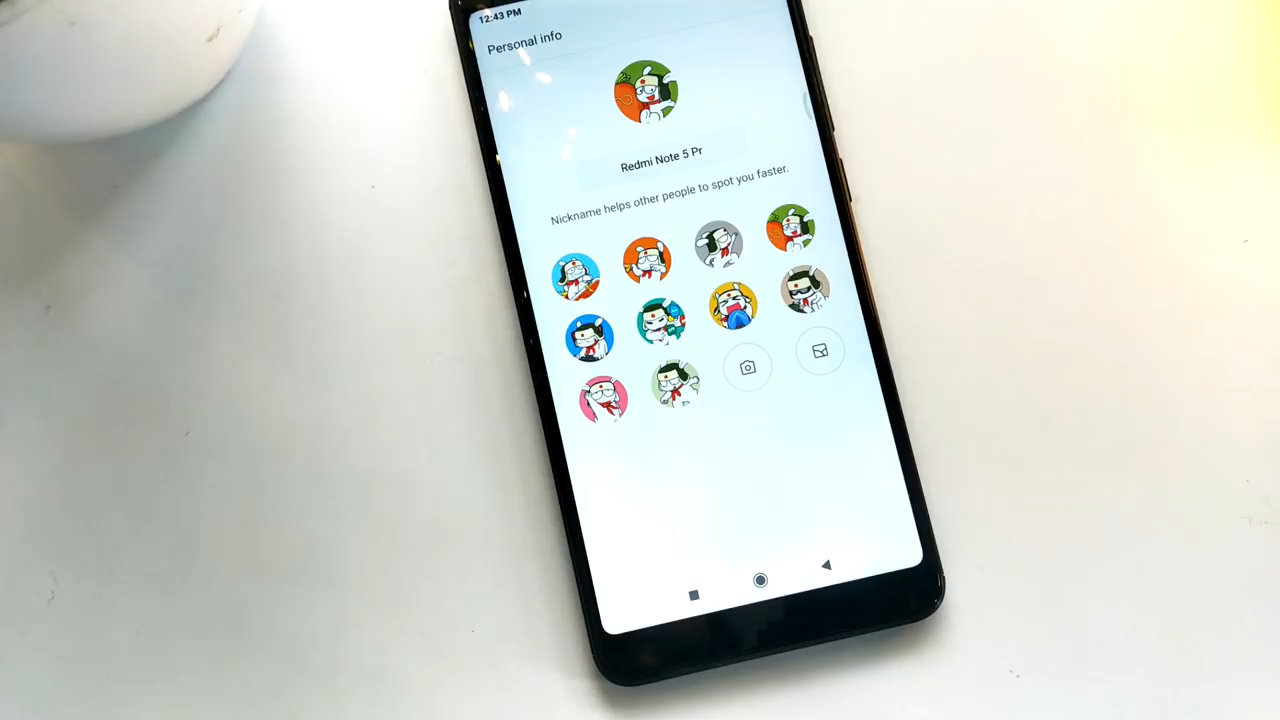 12:43 PM
Personal info
Redmi Note 5 Pr
Nickname helps other people to spot you faster.